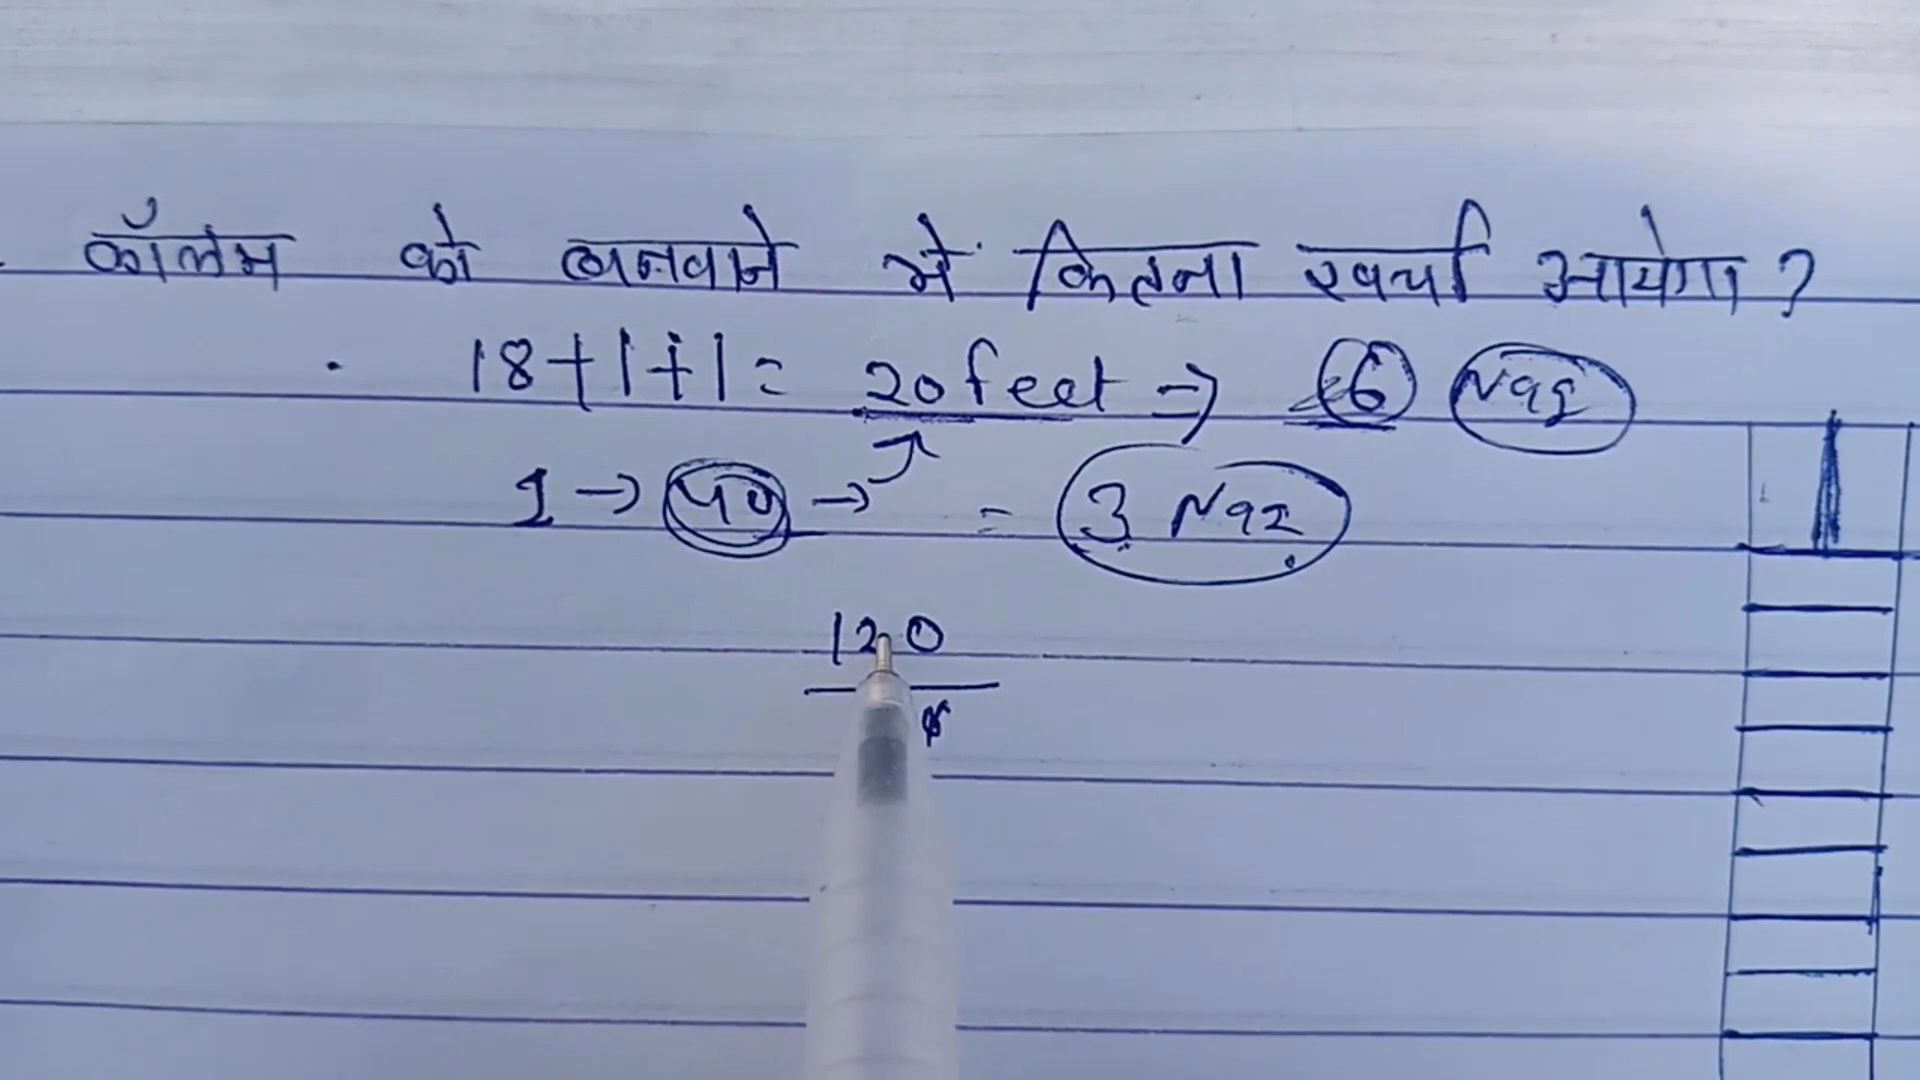 कॉलम को बनवाने में कितना खर्चा आयेगा ?
18+1+1 = 20 feet ⇒ 6 Nag
1 → 40 → = 3 Nag
120